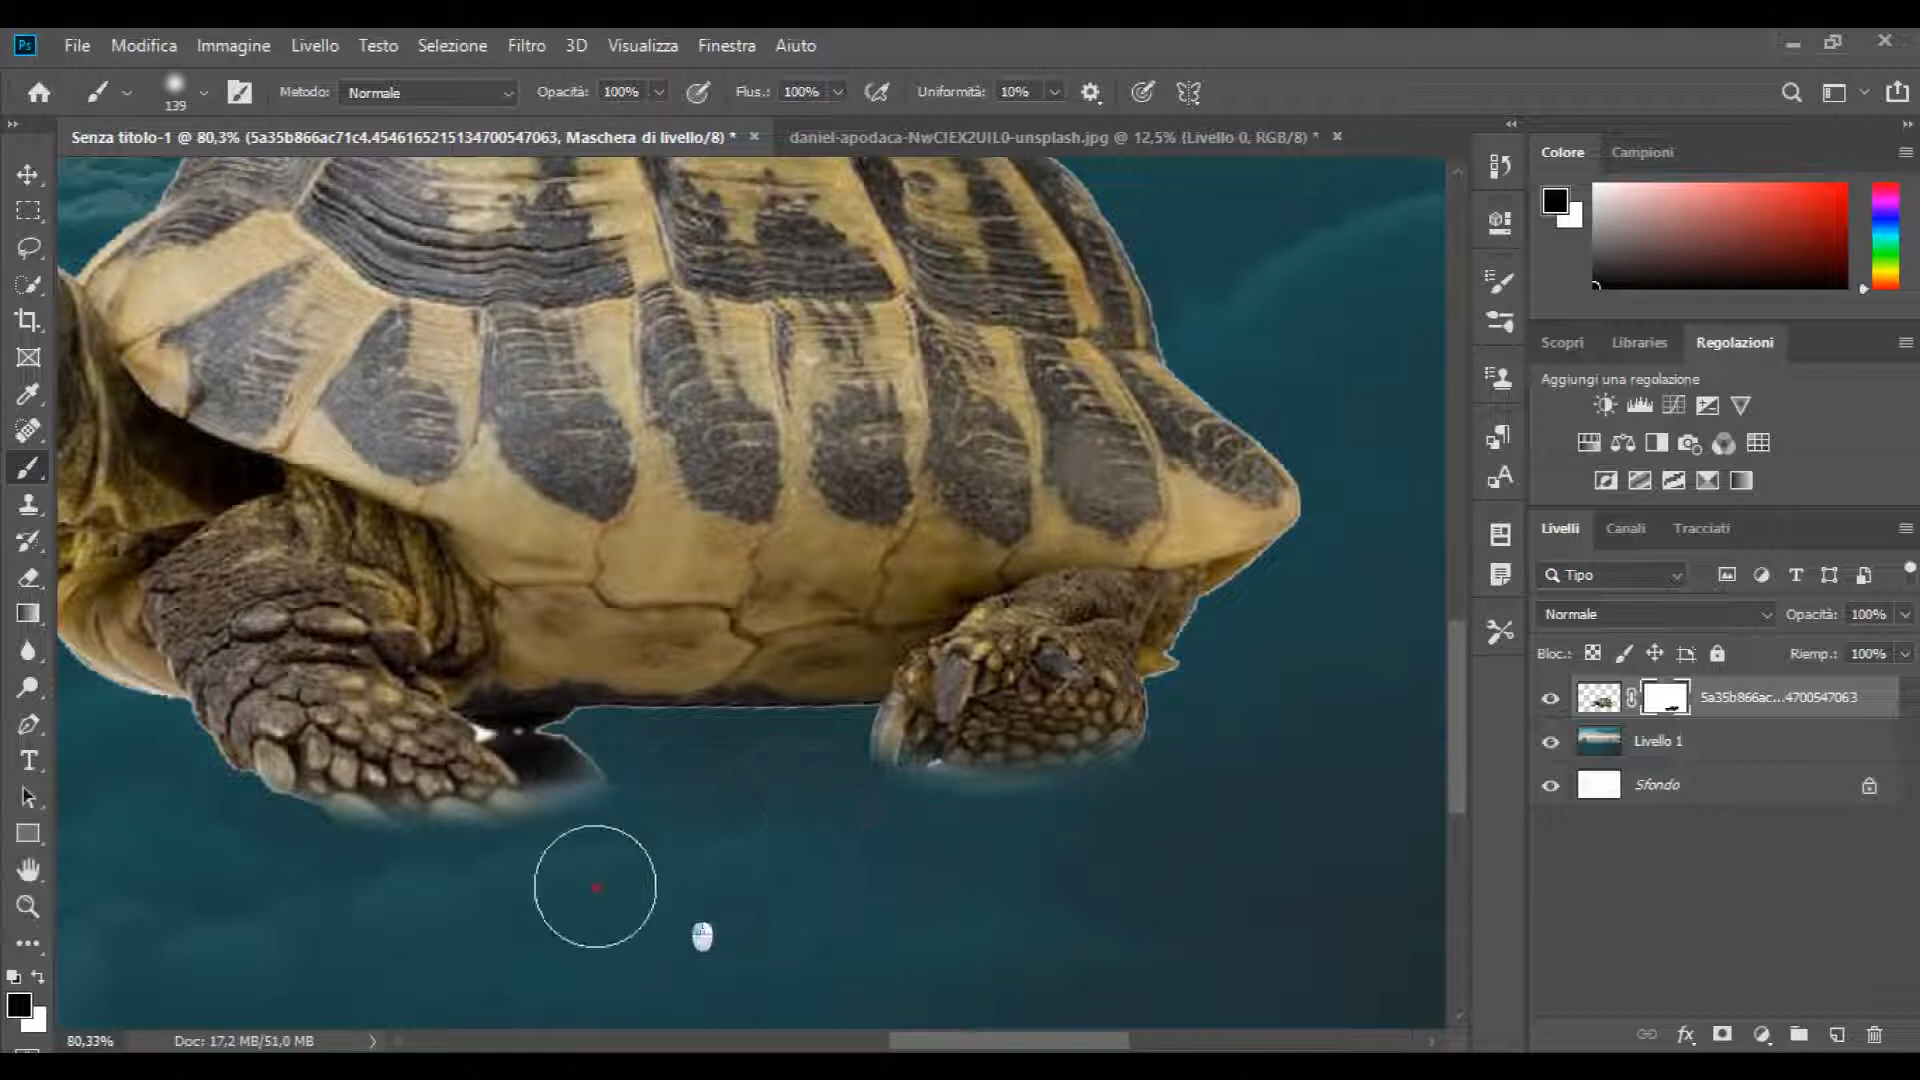 Ps File Modifica Immagine Livello Testo Selezione Filtro 3D Visualizza Finestra Aiuto
139 Metodo: Normale Opacità: 100% Flus.: 100% Uniformità: 10%
Senza titolo-1 @ 80,3% (5a35b866ac71c4.4546165215134700547063, Maschera di livello/8) *
daniel-apodaca-NwCfEX2UIL0-unsplash.jpg @ 12,5% (Livello 0, RGB/8) *
Colore Campioni
Scopri Libraries Regolazioni
Aggiungi una regolazione
Livelli Canali Tracciati
Tipo
Normale Opacità: 100%
Bloc.: Riemp.: 100%
5a35b866ac...4700547063
Livello 1
Sfondo
80,33% Doc: 17,2 MB/51,0 MB